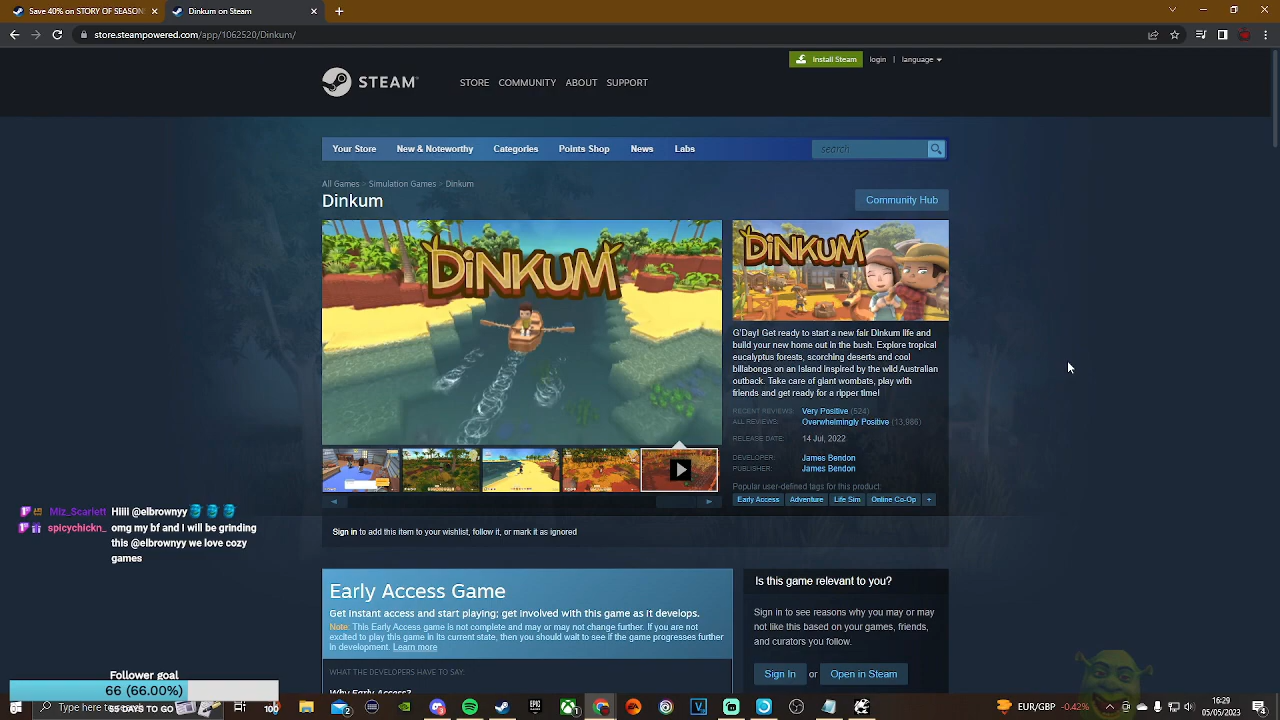 Save 40% on STORY OF SEASON
Dinkum on Steam
store.steampowered.com/app/1062520/Dinkum/
Install Steam
login | language
STEAM®
STORE COMMUNITY ABOUT SUPPORT
Your Store New & Noteworthy Categories Points Shop News Labs
search
All Games > Simulation Games > Dinkum
Dinkum
Community Hub
DiNKUM
DiNKUM
G'Day! Get ready to start a new fair Dinkum life and
build your new home out in the bush. Explore tropical
eucalyptus forests, scorching deserts and cool
billabongs on an Island inspired by the wild Australian
outback. Take care of giant wombats, play with
friends and get ready for a ripper time!
RECENT REVIEWS: Very Positive (524)
ALL REVIEWS: Overwhelmingly Positive (13,986)
RELEASE DATE: 14 Jul, 2022
DEVELOPER: James Bendon
PUBLISHER: James Bendon
Popular user-defined tags for this product:
Early Access Adventure Life Sim Online Co-Op +
Miz_Scarlett Hiiii @elbrownyy
spicychickn_ omg my bf and I will be grinding
this @elbrownyy we love cozy
games
Sign in to add this item to your wishlist, follow it, or mark it as ignored
Early Access Game
Get instant access and start playing; get involved with this game as it develops.
Note: This Early Access game is not complete and may or may not change further. If you are not
excited to play this game in its current state, then you should wait to see if the game progresses further
in development. Learn more
WHAT THE DEVELOPERS HAVE TO SAY:
Why Early Access?
Is this game relevant to you?
Sign in to see reasons why you may or may
not like this based on your games, friends,
and curators you follow.
Sign In or Open in Steam
Follower goal
66 (66.00%)
Type here to
TO GO
100
EUR/GBP -0.42%
16:29
05/05/2023